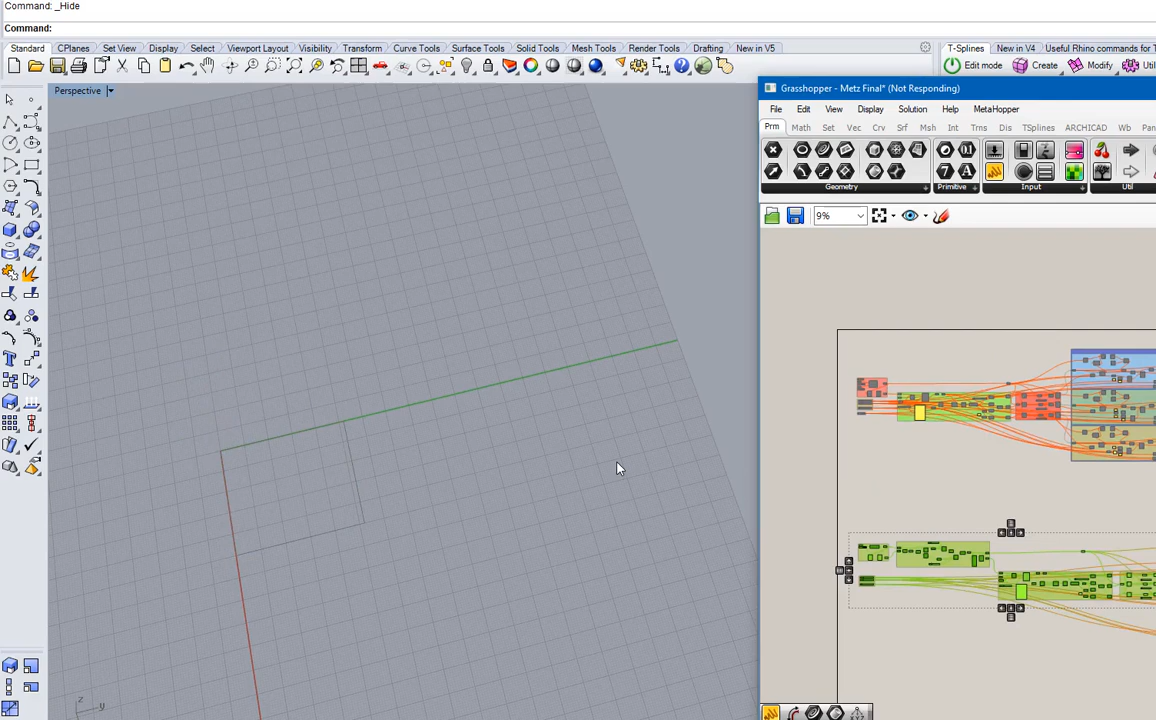 Command: _Hide
Command:
Standard CPlanes Set View Display Select Viewport Layout Visibility Transform Curve Tools Surface Tools Solid Tools Mesh Tools Render Tools Drafting New in V5
T-Splines New in V4 Useful Rhino commands for
Edit mode Create Modify Uti
Perspective
Grasshopper - Metz Final* (Not Responding)
File Edit View Display Solution Help MetaHopper
Prm Math Set Vec Crv Srf Msh Int Trns Dis TSplines ARCHICAD Wb Pan
Geometry Primitive Input Util
9%
z
y